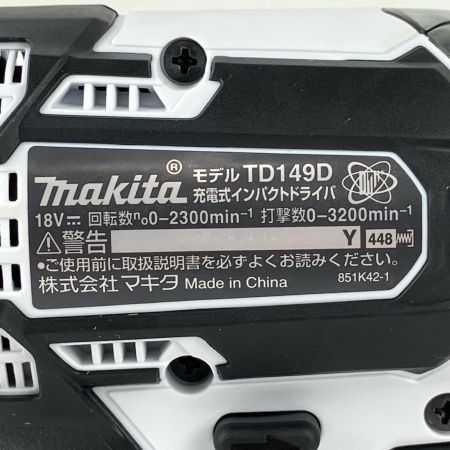 makita® モデル TD149D
充電式インパクトドライバ
18V⎓ 回転数n₀0-2300min⁻¹ 打撃数0-3200min⁻¹
⚠警告 Y 448
●ご使用前に取扱説明書を必ずよくお読みください。
株式会社マキタ Made in China 851K42-1